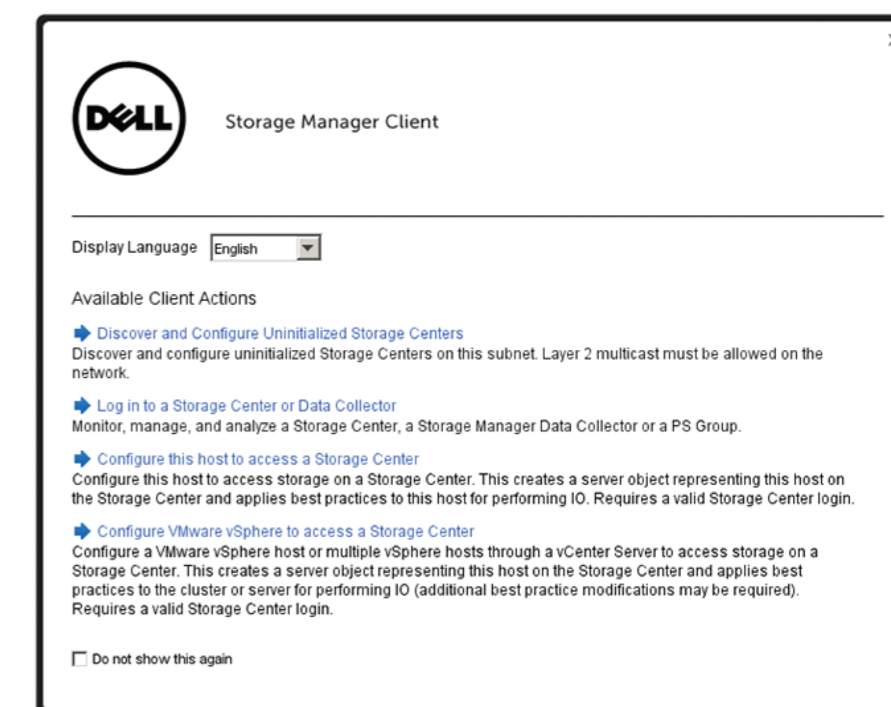 DELL
Storage Manager Client
Display Language English
Available Client Actions
Discover and Configure Uninitialized Storage Centers
Discover and configure uninitialized Storage Centers on this subnet. Layer 2 multicast must be allowed on the
network.
Log in to a Storage Center or Data Collector
Monitor, manage, and analyze a Storage Center, a Storage Manager Data Collector or a PS Group.
Configure this host to access a Storage Center
Configure this host to access storage on a Storage Center. This creates a server object representing this host on
the Storage Center and applies best practices to this host for performing IO. Requires a valid Storage Center login.
Configure VMware vSphere to access a Storage Center
Configure a VMware vSphere host or multiple vSphere hosts through a vCenter Server to access storage on a
Storage Center. This creates a server object representing this host on the Storage Center and applies best
practices to the cluster or server for performing IO (additional best practice modifications may be required).
Requires a valid Storage Center login.
Do not show this again